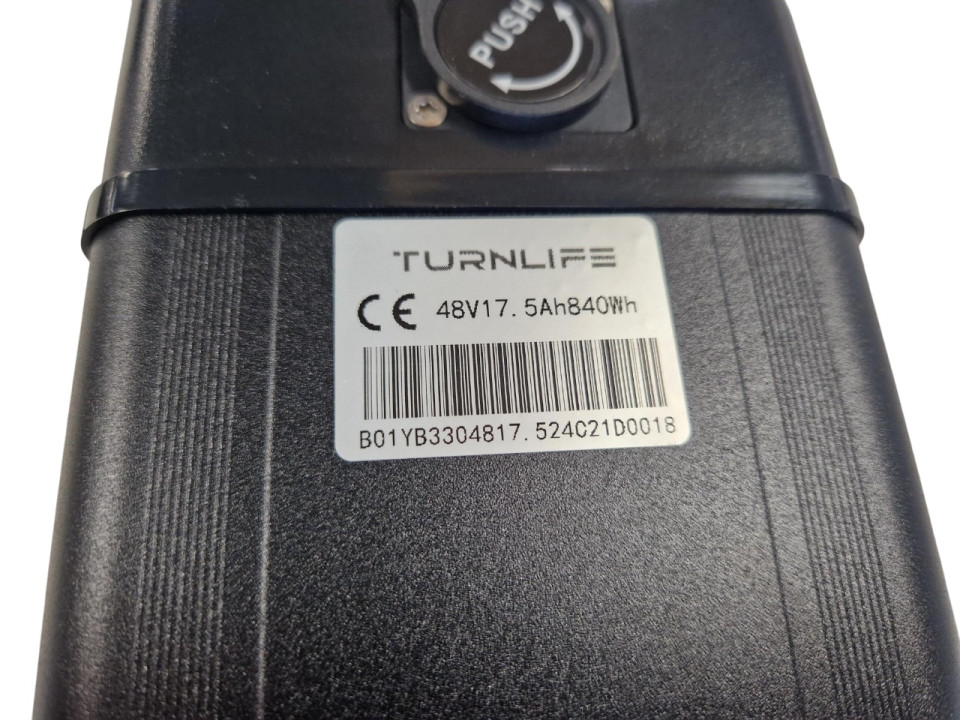 PUSH
TURNLIFE
CE 48V17.5Ah840Wh
B01YB3304817.524C21D0018